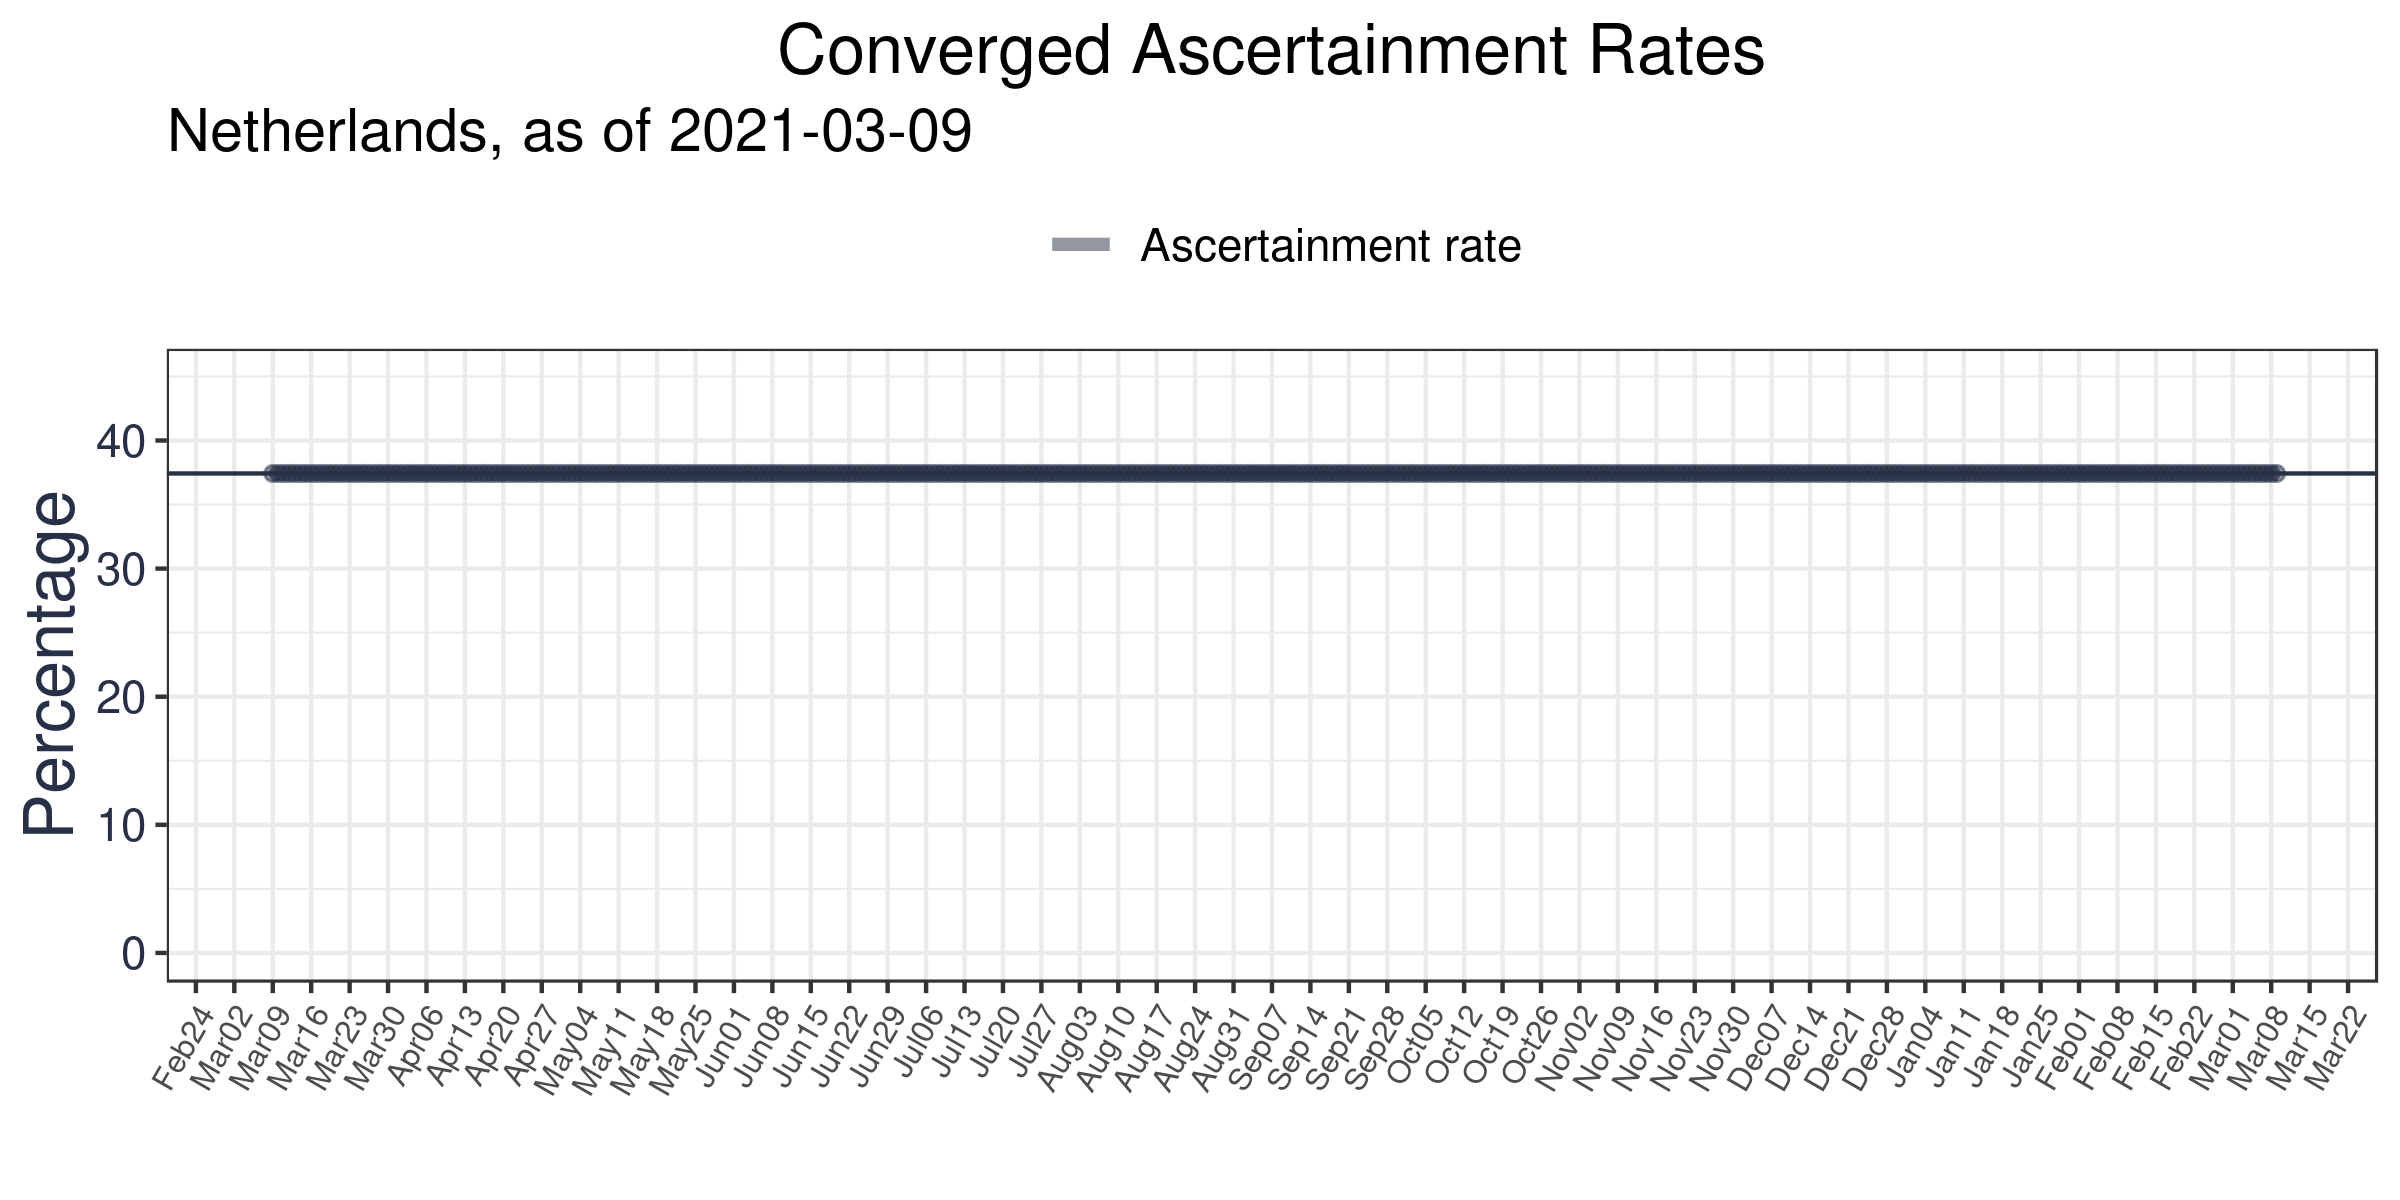 Converged Ascertainment Rates
Netherlands, as of 2021-03-09
Ascertainment rate
Percentage
40
30
20
10
0
Feb24
Mar02
Mar09
Mar16
Mar23
Mar30
Apr06
Apr13
Apr20
Apr27
May04
May11
May18
May25
Jun01
Jun08
Jun15
Jun22
Jun29
Jul06
Jul13
Jul20
Jul27
Aug03
Aug10
Aug17
Aug24
Aug31
Sep07
Sep14
Sep21
Sep28
Oct05
Oct12
Oct19
Oct26
Nov02
Nov09
Nov16
Nov23
Nov30
Dec07
Dec14
Dec21
Dec28
Jan04
Jan11
Jan18
Jan25
Feb01
Feb08
Feb15
Feb22
Mar01
Mar08
Mar15
Mar22